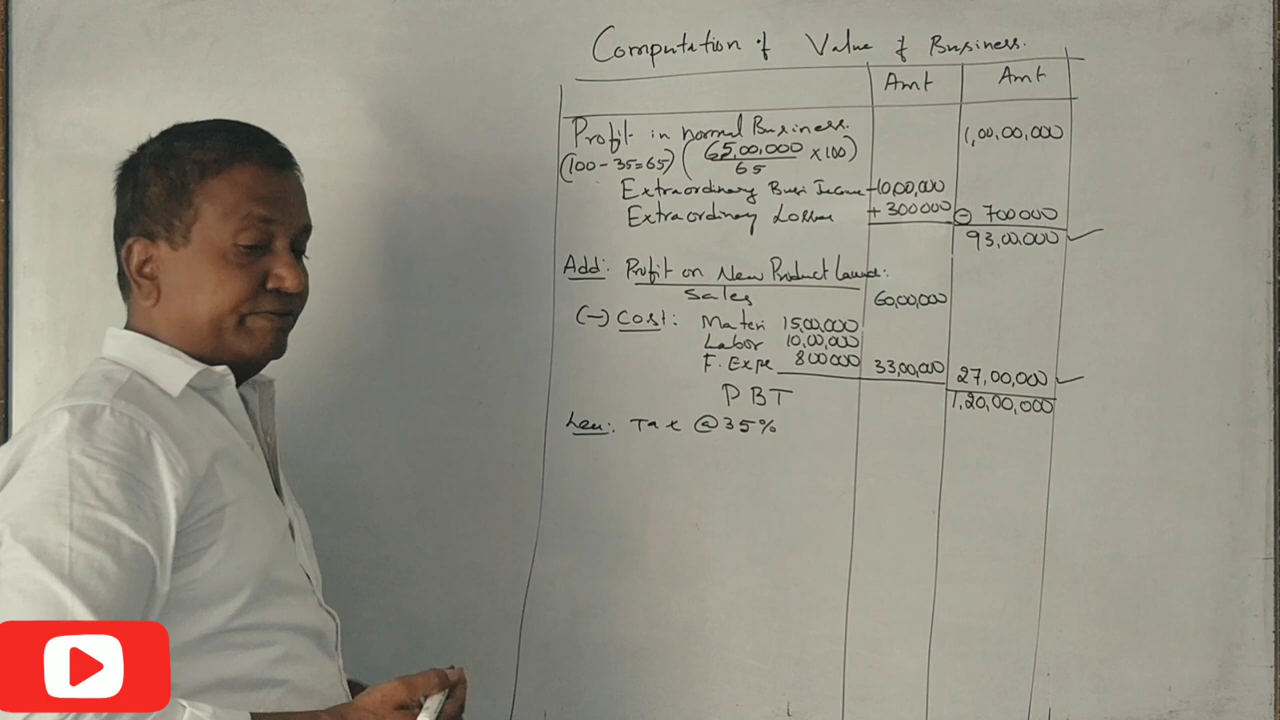 Computation of Value of Business.
Amt Amt
Profit in normal Business. 1,00,00,000
(100-35=65) (65,00,000/65 ×100)
Extraordinary Busi Income -10,00,000
Extraordinary Losses + 300000 (-) 700000
93,00,000
Add: Profit on New Product
Sales 60,00,000
(-) Cost: Materi 15,00,000
Labor 10,00,000
F. Expe 800000 33,00,000 27,00,000
PBT 1,20,00,000
Less: Tax @35%